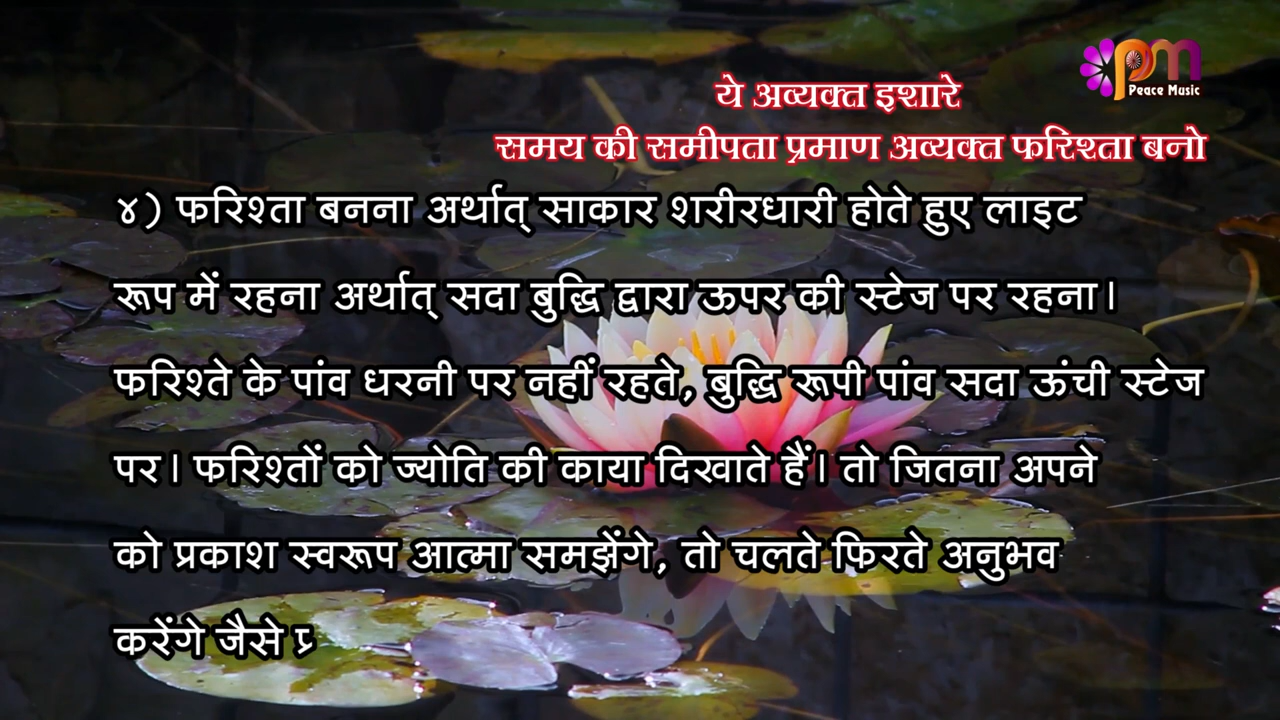 pm
Peace Music
ये अव्यक्त इशारे
समय की समीपता प्रमाण अव्यक्त फरिश्ता बनो
४) फरिश्ता बनना अर्थात् साकार शरीरधारी होते हुए लाइट
रूप में रहना अर्थात् सदा बुद्धि द्वारा ऊपर की स्टेज पर रहना।
फरिश्ते के पांव धरनी पर नहीं रहते, बुद्धि रूपी पांव सदा ऊंची स्टेज
पर। फरिश्तों को ज्योति की काया दिखाते हैं। तो जितना अपने
को प्रकाश स्वरूप आत्मा समझेंगे, तो चलते फिरते अनुभव
करेंगे जैसे